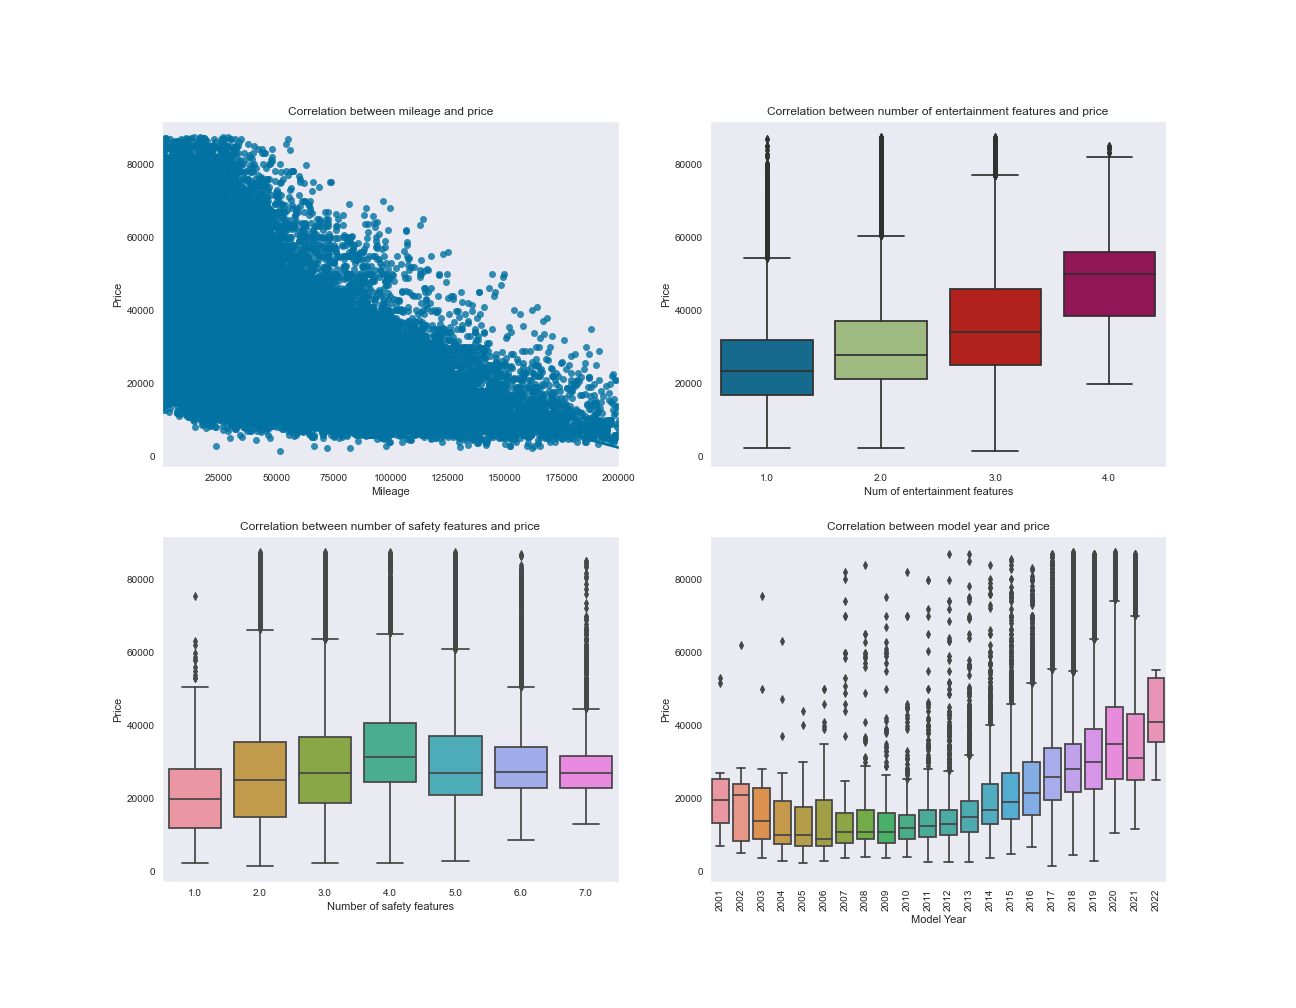 Correlation between mileage and price
Price
80000
60000
40000
20000
0
25000 50000 75000 100000 125000 150000 175000 200000
Mileage
Correlation between number of entertainment features and price
Price
80000
60000
40000
20000
0
1.0 2.0 3.0 4.0
Num of entertainment features
Correlation between number of safety features and price
Price
80000
60000
40000
20000
0
1.0 2.0 3.0 4.0 5.0 6.0 7.0
Number of safety features
Correlation between model year and price
Price
80000
60000
40000
20000
0
2001 2002 2003 2004 2005 2006 2007 2008 2009 2010 2011 2012 2013 2014 2015 2016 2017 2018 2019 2020 2021 2022
Model Year